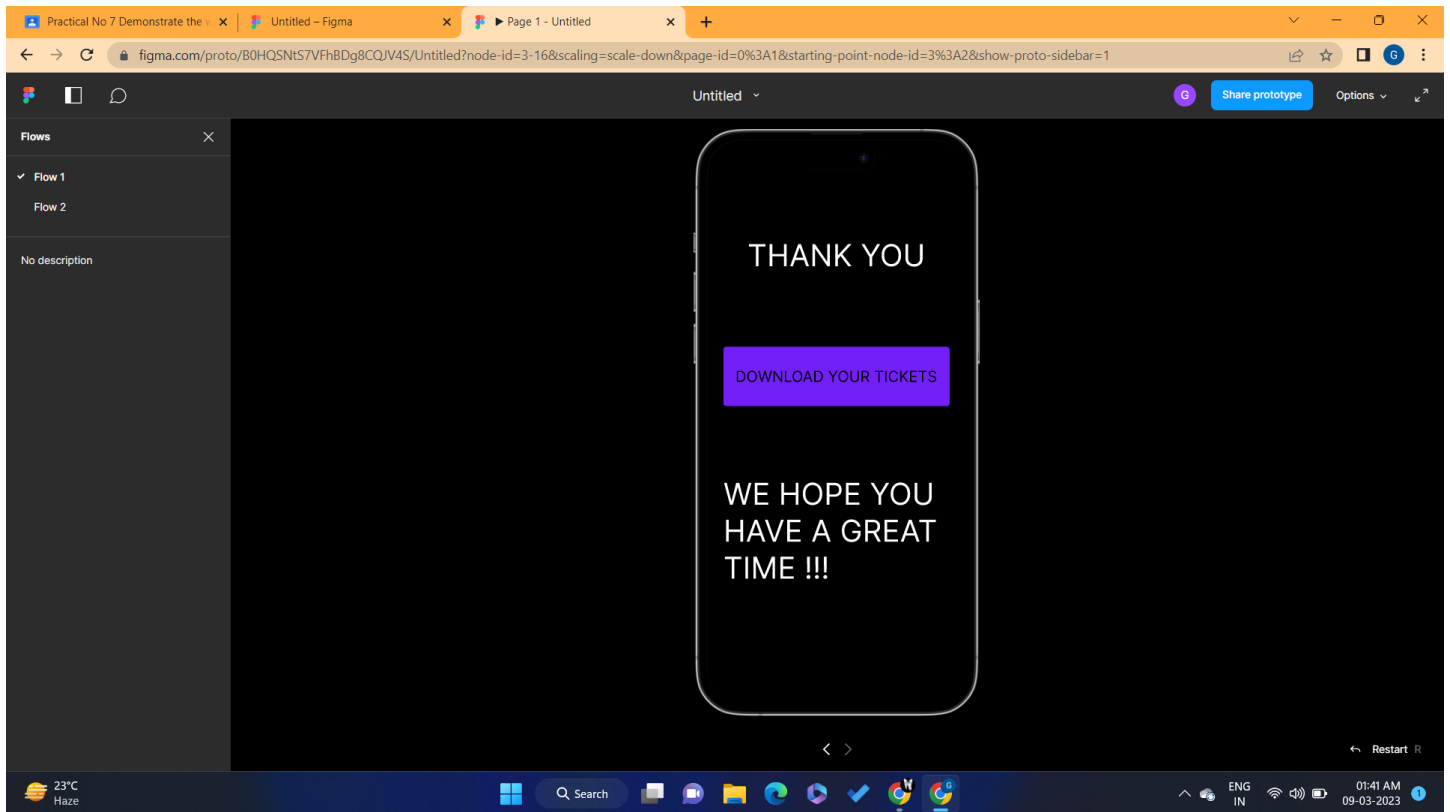 Practical No 7 Demonstrate the
Untitled – Figma
Page 1 - Untitled
figma.com/proto/B0HQSNtS7VFhBDg8CQJV4S/Untitled?node-id=3-16&scaling=scale-down&page-id=0%3A1&starting-point-node-id=3%3A2&show-proto-sidebar=1
G
Untitled
G
Share prototype
Options
Flows
Flow 1
Flow 2
No description
THANK YOU
DOWNLOAD YOUR TICKETS
WE HOPE YOU
HAVE A GREAT
TIME !!!
Restart R
23°C
Haze
Search
W
G
ENG
IN
01:41 AM
09-03-2023
1